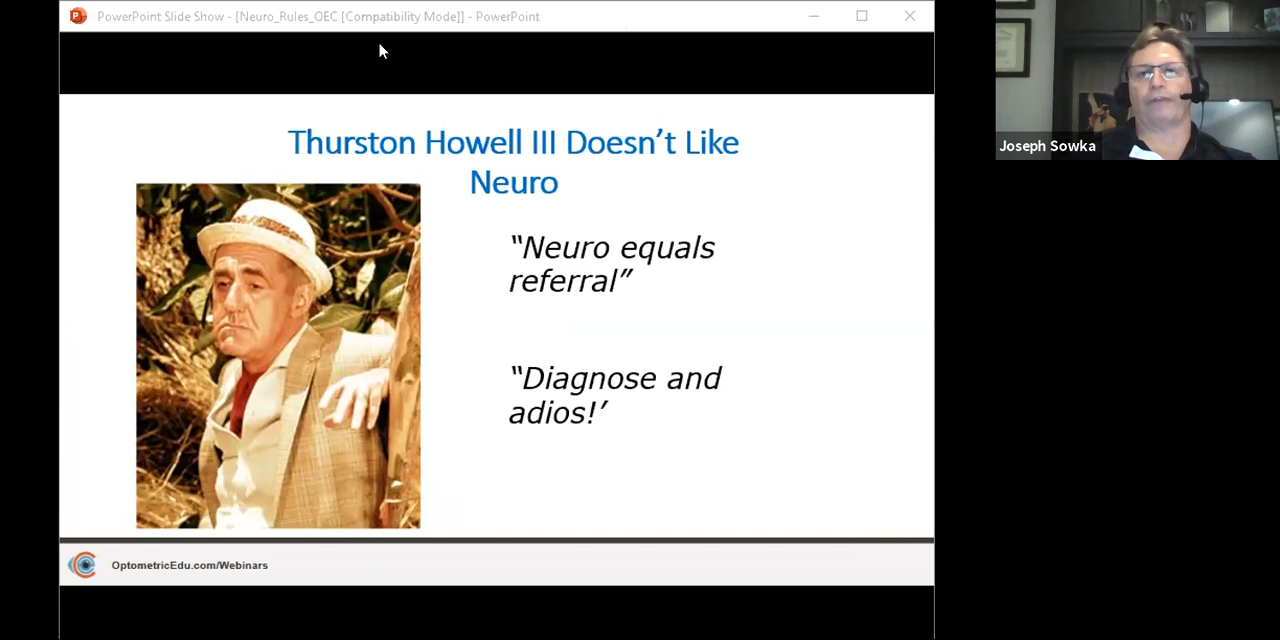 PowerPoint Slide Show - [Neuro_Rules_OEC [Compatibility Mode]] - PowerPoint
Thurston Howell III Doesn’t Like
Neuro
“Neuro equals
referral”
“Diagnose and
adios!’
OptometricEdu.com/Webinars
Joseph Sowka